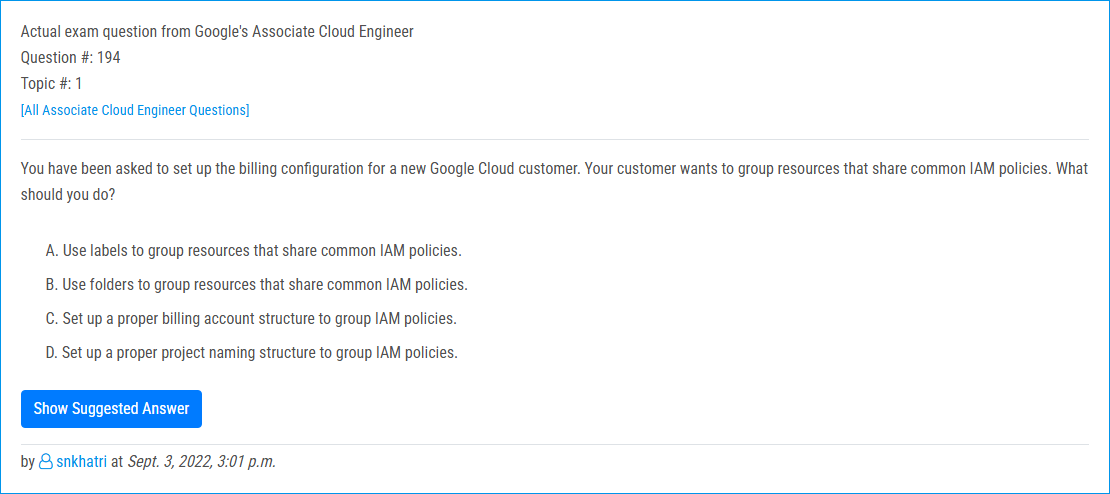 Actual exam question from Google's Associate Cloud Engineer
Question #: 194
Topic #: 1
[All Associate Cloud Engineer Questions]
You have been asked to set up the billing configuration for a new Google Cloud customer. Your customer wants to group resources that share common IAM policies. What
should you do?
A. Use labels to group resources that share common IAM policies.
B. Use folders to group resources that share common IAM policies.
C. Set up a proper billing account structure to group IAM policies.
D. Set up a proper project naming structure to group IAM policies.
Show Suggested Answer
by snkhatri at Sept. 3, 2022, 3:01 p.m.